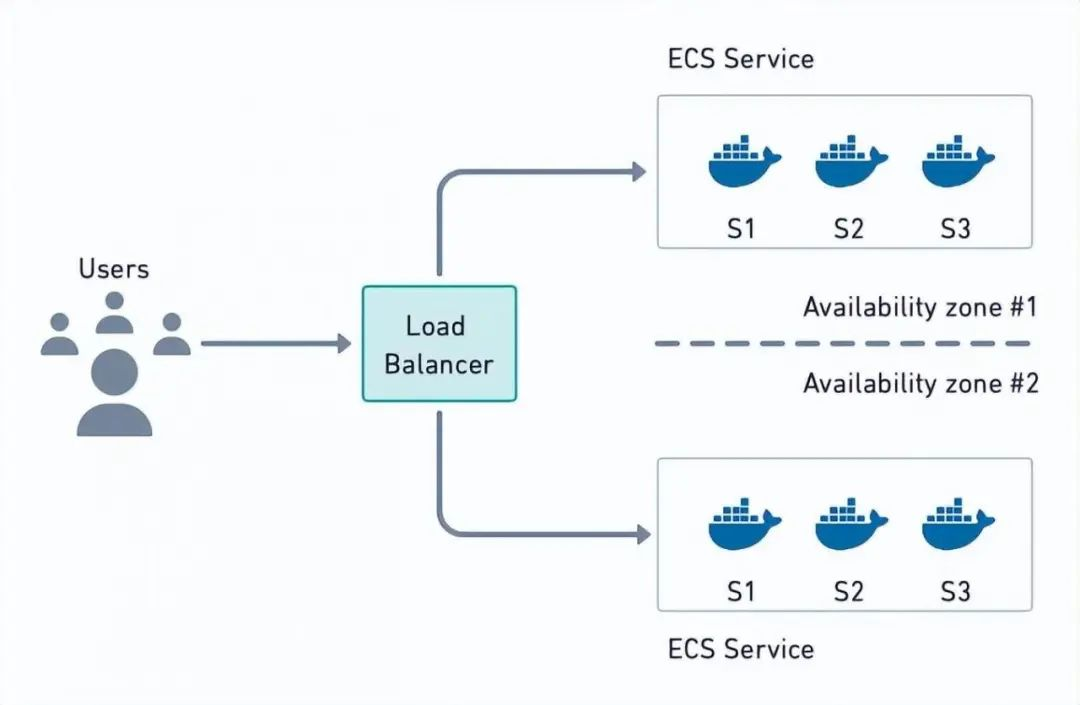 ECS Service
S1 S2 S3
Users
Load
Balancer
Availability zone #1
Availability zone #2
S1 S2 S3
ECS Service